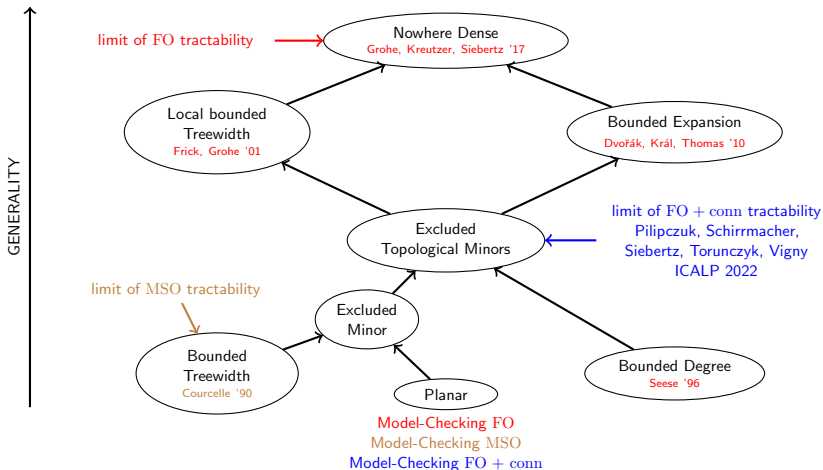 limit of FO tractability
Nowhere Dense
Grohe, Kreutzer, Siebertz '17
Local bounded
Treewidth
Frick, Grohe '01
Bounded Expansion
Dvořák, Král, Thomas '10
GENERALITY
Excluded
Topological Minors
limit of FO + conn tractability
Pilipczuk, Schirrmacher,
Siebertz, Torunczyk, Vigny
ICALP 2022
limit of MSO tractability
Excluded
Minor
Bounded
Treewidth
Courcelle '90
Planar
Bounded Degree
Seese '96
Model-Checking FO
Model-Checking MSO
Model-Checking FO + conn